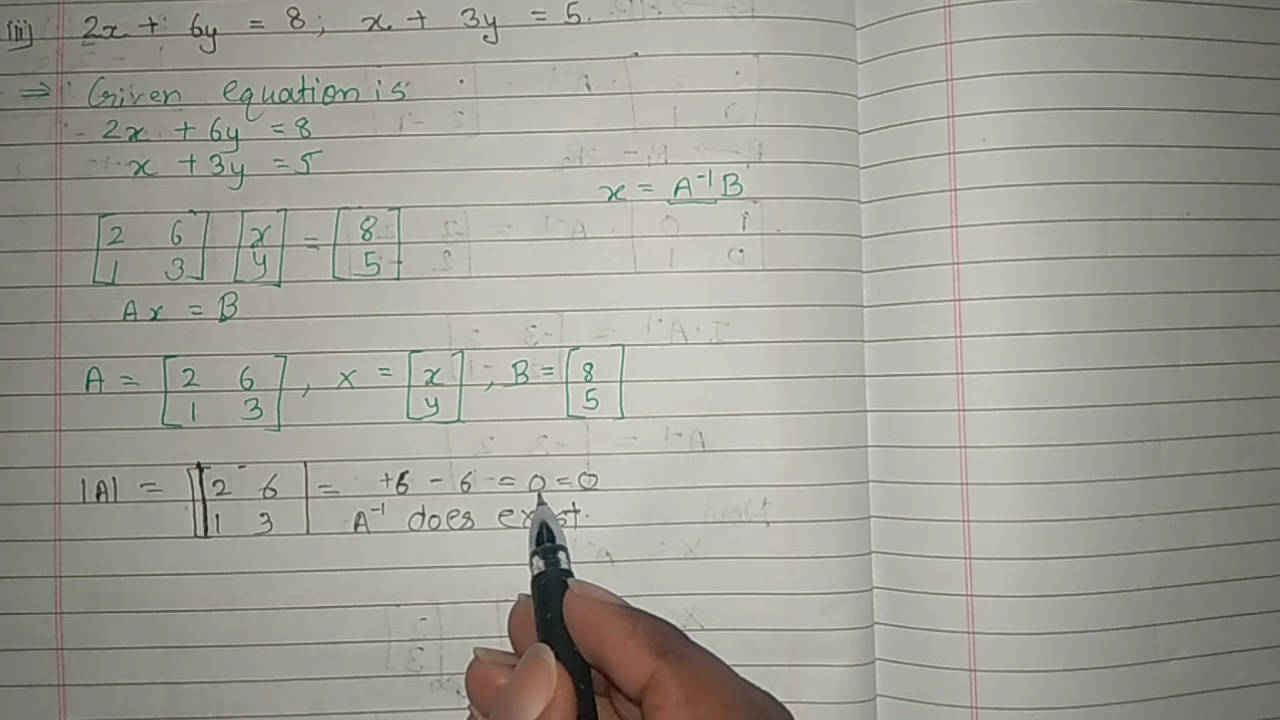 iii) 2x + 6y = 8; x + 3y = 5.
⇒ Given equation is
2x + 6y = 8
x + 3y = 5
x = A⁻¹B
[2 6] [x] = [8]
[1 3] [y] [5]
Ax = B
A = [2 6], x = [x], B = [8]
[1 3] [y] [5]
|A| = |2 6| = +6 - 6 = 0 = 0
|1 3| A⁻¹ does exist.